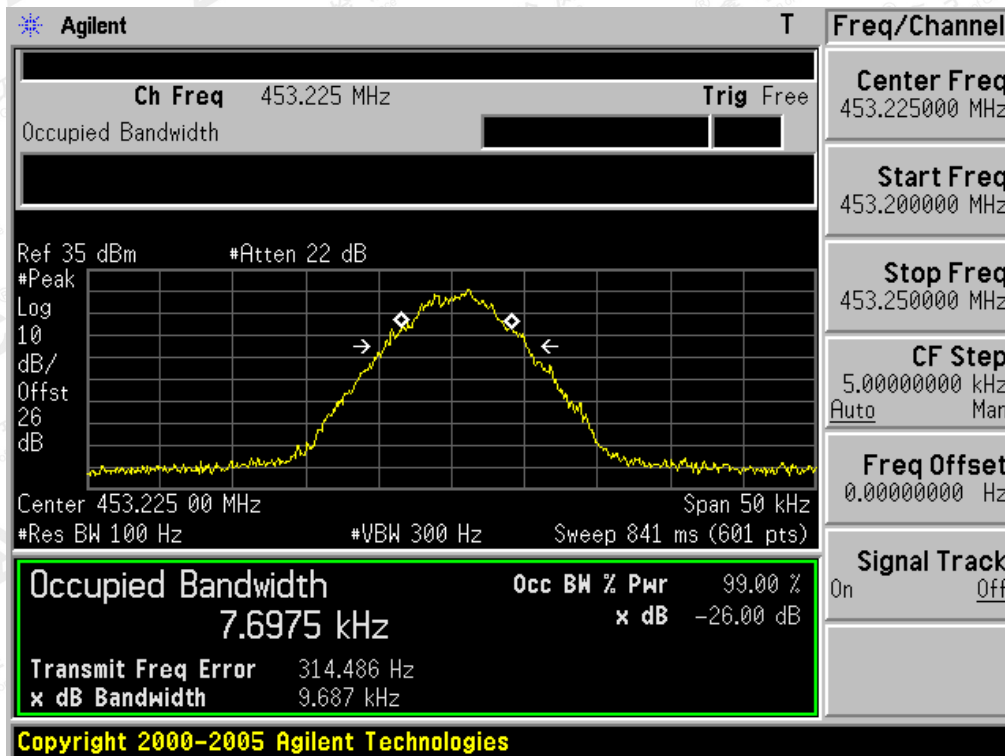 Agilent
T
Freq/Channel
Ch Freq 453.225 MHz
Trig Free
Occupied Bandwidth
Center Freq
453.225000 MHz
Start Freq
453.200000 MHz
Stop Freq
453.250000 MHz
CF Step
5.00000000 kHz
Auto Man
Freq Offset
0.00000000 Hz
Signal Track
On Off
Ref 35 dBm
#Atten 22 dB
#Peak
Log
10
dB/
Offst
26
dB
Center 453.225 00 MHz
Span 50 kHz
#Res BW 100 Hz
#VBW 300 Hz
Sweep 841 ms (601 pts)
Occupied Bandwidth
7.6975 kHz
Occ BW % Pwr 99.00 %
x dB -26.00 dB
Transmit Freq Error 314.486 Hz
x dB Bandwidth 9.687 kHz
Copyright 2000-2005 Agilent Technologies